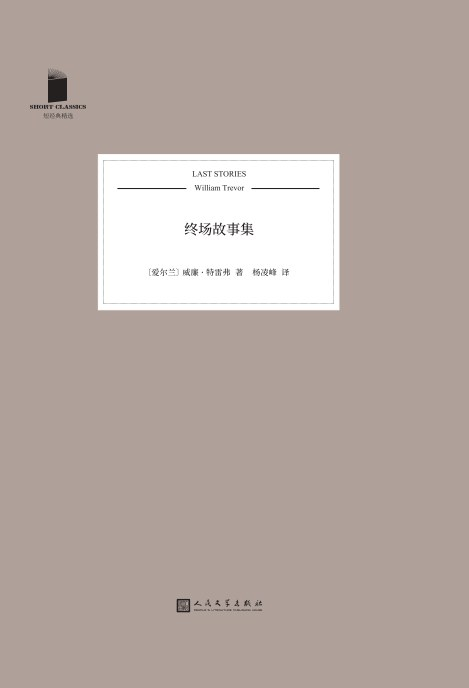 SHORT CLASSICS
短经典精选
LAST STORIES
William Trevor
终场故事集
［爱尔兰］威廉·特雷弗 著 杨凌峰 译
人民文学出版社